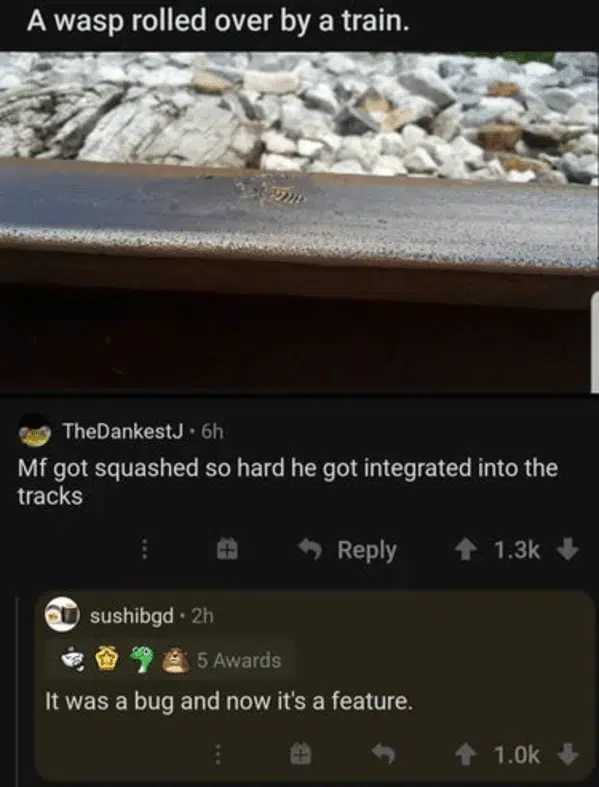 A wasp rolled over by a train.
TheDankestJ • 6h
Mf got squashed so hard he got integrated into the
tracks
Reply 1.3k
sushibgd • 2h
5 Awards
It was a bug and now it's a feature.
1.0k